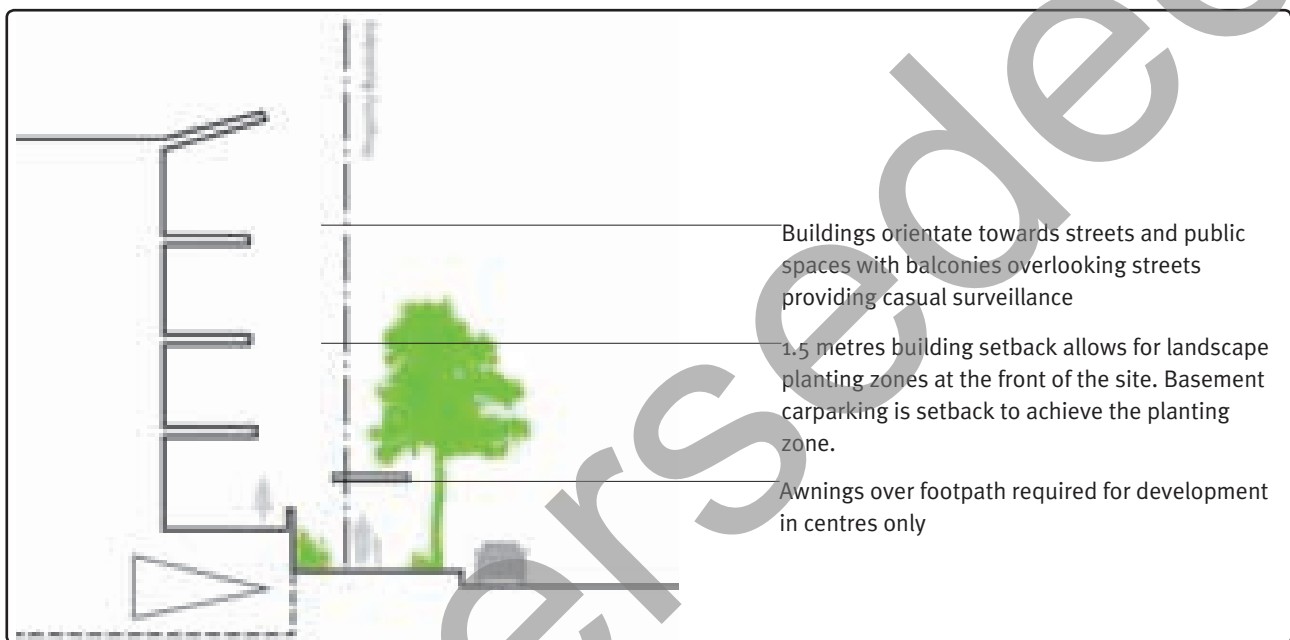 Buildings orientate towards streets and public
spaces with balconies overlooking streets
providing casual surveillance
1.5 metres building setback allows for landscape
planting zones at the front of the site. Basement
carparking is setback to achieve the planting
zone.
Awnings over footpath required for development
in centres only